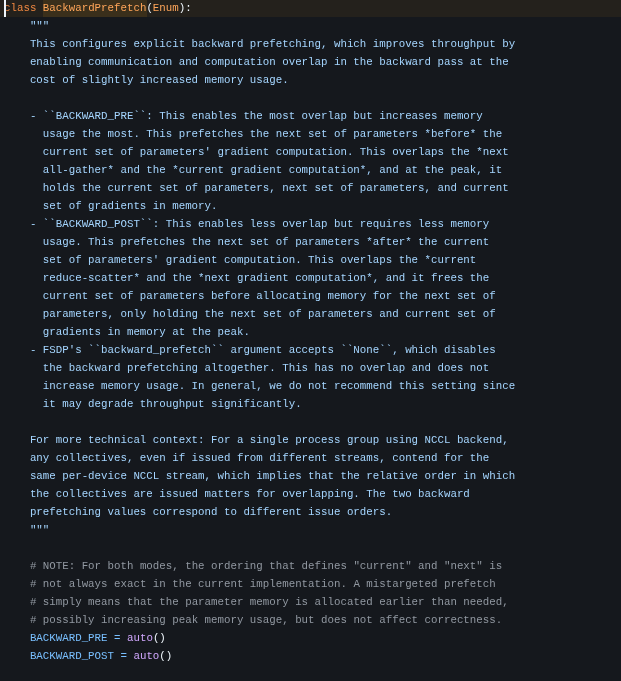 class BackwardPrefetch(Enum):
"""
This configures explicit backward prefetching, which improves throughput by
enabling communication and computation overlap in the backward pass at the
cost of slightly increased memory usage.
- ``BACKWARD_PRE``: This enables the most overlap but increases memory
usage the most. This prefetches the next set of parameters *before* the
current set of parameters' gradient computation. This overlaps the *next
all-gather* and the *current gradient computation*, and at the peak, it
holds the current set of parameters, next set of parameters, and current
set of gradients in memory.
- ``BACKWARD_POST``: This enables less overlap but requires less memory
usage. This prefetches the next set of parameters *after* the current
set of parameters' gradient computation. This overlaps the *current
reduce-scatter* and the *next gradient computation*, and it frees the
current set of parameters before allocating memory for the next set of
parameters, only holding the next set of parameters and current set of
gradients in memory at the peak.
- FSDP's ``backward_prefetch`` argument accepts ``None``, which disables
the backward prefetching altogether. This has no overlap and does not
increase memory usage. In general, we do not recommend this setting since
it may degrade throughput significantly.
For more technical context: For a single process group using NCCL backend,
any collectives, even if issued from different streams, contend for the
same per-device NCCL stream, which implies that the relative order in which
the collectives are issued matters for overlapping. The two backward
prefetching values correspond to different issue orders.
"""
# NOTE: For both modes, the ordering that defines "current" and "next" is
# not always exact in the current implementation. A mistargeted prefetch
# simply means that the parameter memory is allocated earlier than needed,
# possibly increasing peak memory usage, but does not affect correctness.
BACKWARD_PRE = auto()
BACKWARD_POST = auto()